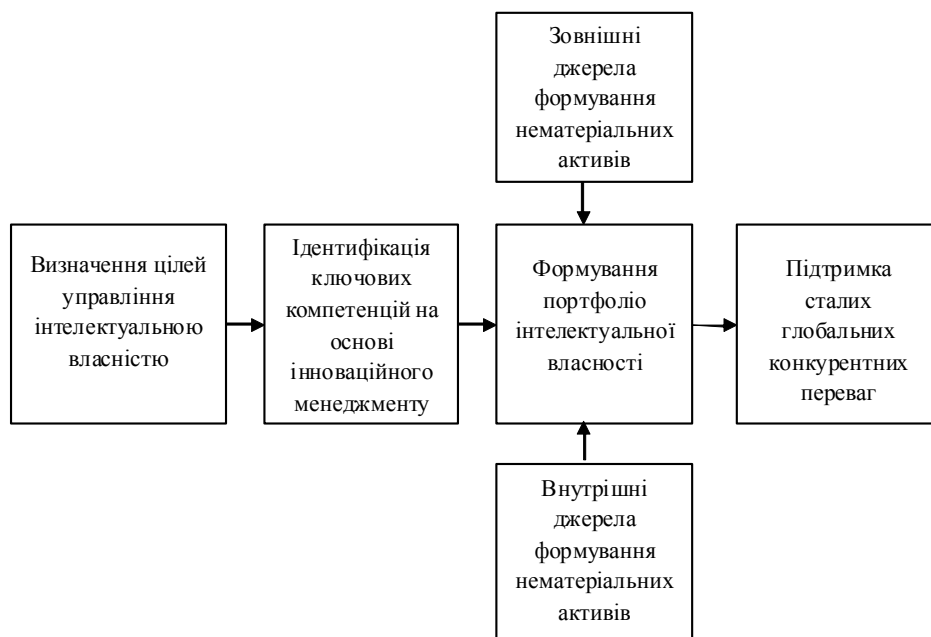 Зовнішні
джерела
формування
нематеріальних
активів
Визначення цілей
управління
інтелектуальною
власністю
Ідентифікація
ключових
компетенцій на
основі
інноваційного
менеджменту
Формування
портфоліо
інтелектуальної
власності
Підтримка
сталих
глобальних
конкурентних
переваг
Внутрішні
джерела
формування
нематеріальних
активів